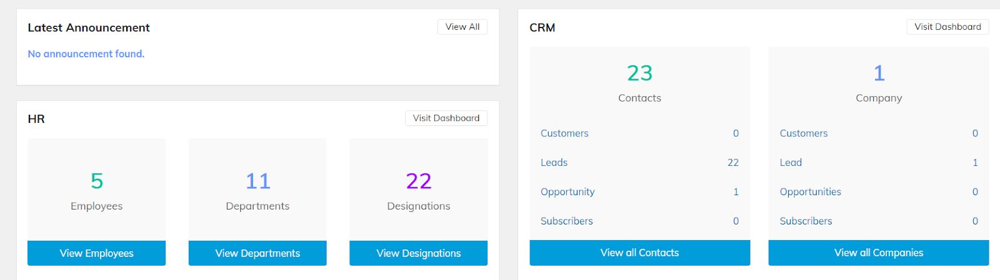 Latest Announcement
View All
No announcement found.
HR
Visit Dashboard
5
Employees
View Employees
11
Departments
View Departments
22
Designations
View Designations
CRM
Visit Dashboard
23
Contacts
Customers 0
Leads 22
Opportunity 1
Subscribers 0
View all Contacts
1
Company
Customers 0
Lead 1
Opportunities 0
Subscribers 0
View all Companies